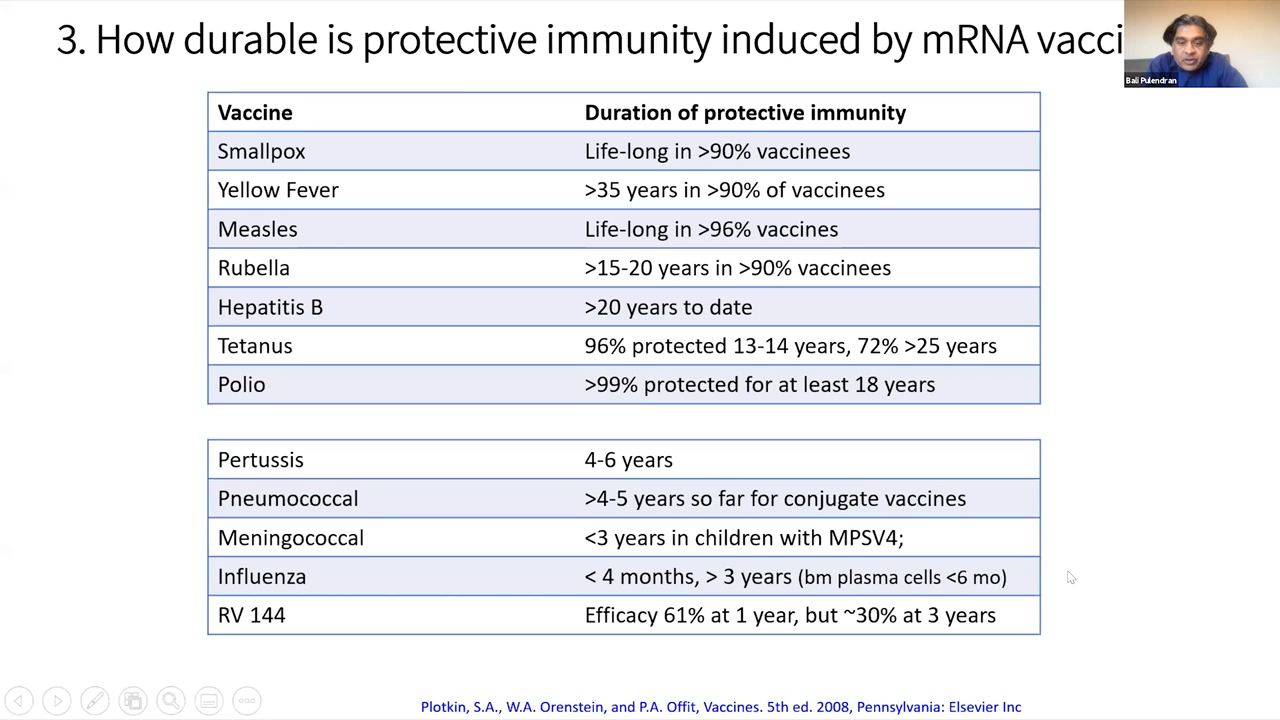 3. How durable is protective immunity induced by mRNA vacci
Bali Pulendran
Vaccine Duration of protective immunity
Smallpox Life-long in >90% vaccinees
Yellow Fever >35 years in >90% of vaccinees
Measles Life-long in >96% vaccines
Rubella >15-20 years in >90% vaccinees
Hepatitis B >20 years to date
Tetanus 96% protected 13-14 years, 72% >25 years
Polio >99% protected for at least 18 years
Pertussis 4-6 years
Pneumococcal >4-5 years so far for conjugate vaccines
Meningococcal <3 years in children with MPSV4;
Influenza < 4 months, > 3 years (bm plasma cells <6 mo)
RV 144 Efficacy 61% at 1 year, but ~30% at 3 years
Plotkin, S.A., W.A. Orenstein, and P.A. Offit, Vaccines. 5th ed. 2008, Pennsylvania: Elsevier Inc